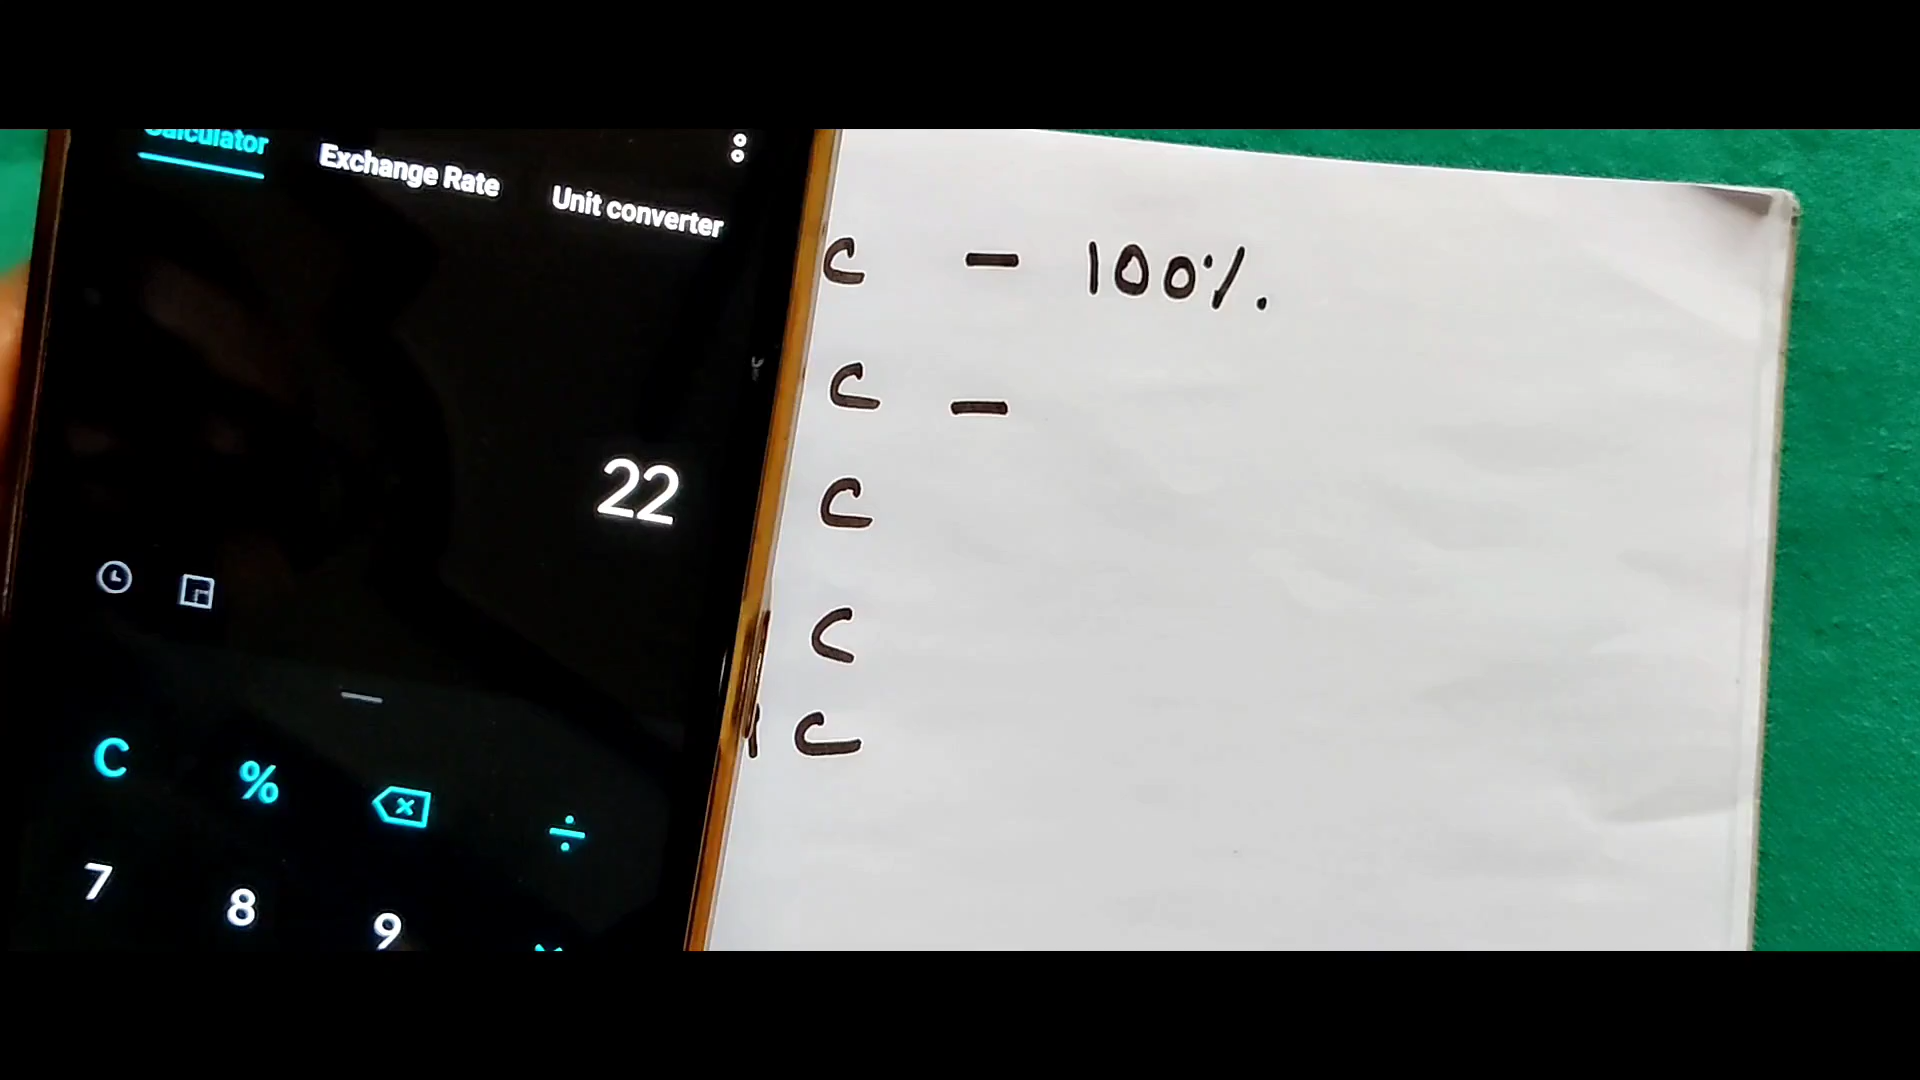 Calculator Exchange Rate Unit converter
22
C % ÷
7 8 9
c - 100%.
c -
c
c
c